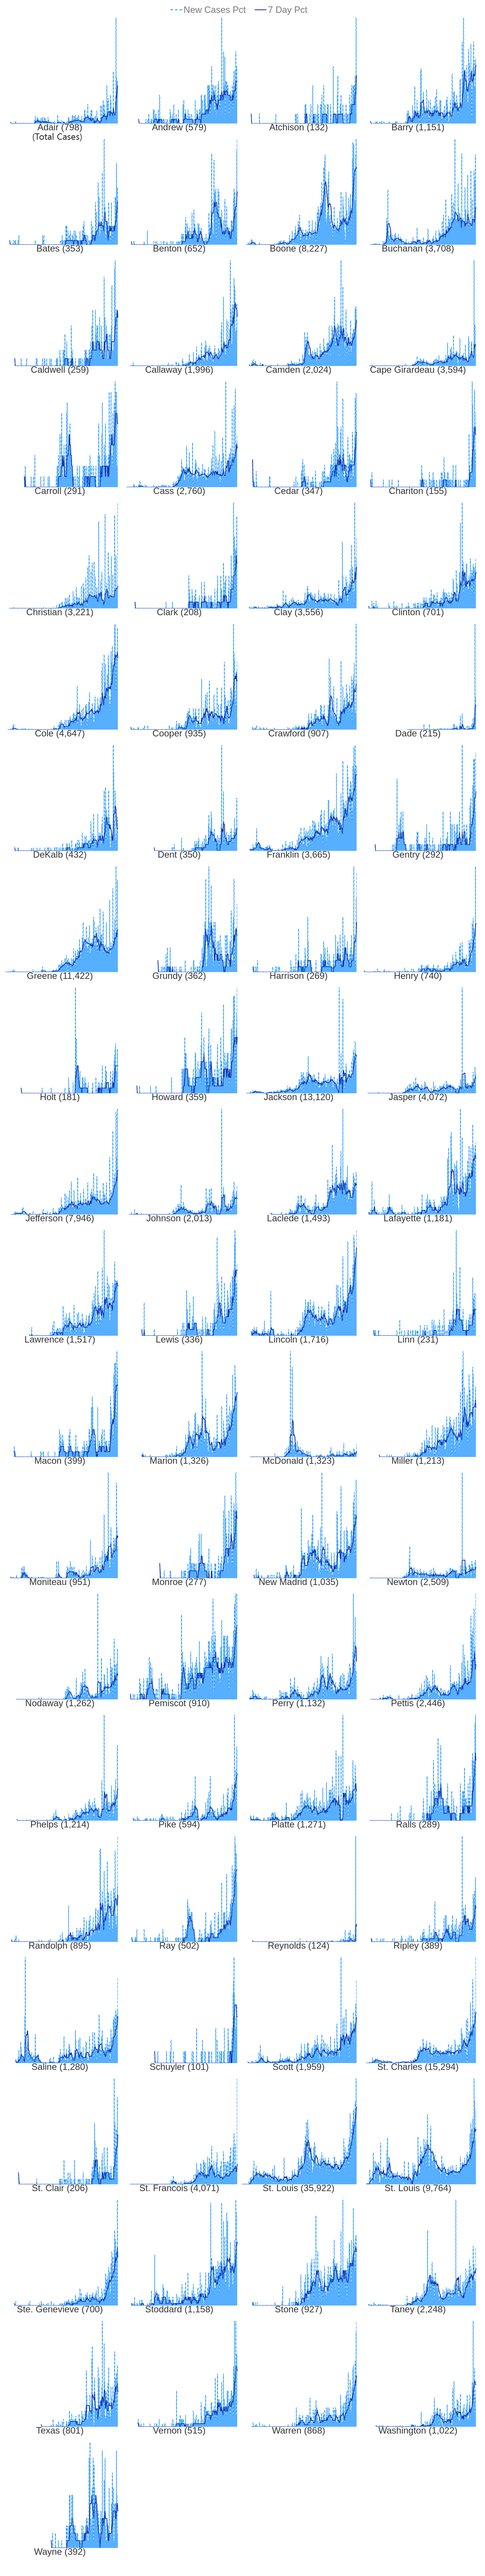 New Cases Pct 7 Day Pct
Adair (798) Andrew (579) Atchison (132) Barry (1,151)
(Total Cases)
Bates (353) Benton (652) Boone (8,227) Buchanan (3,708)
Caldwell (259) Callaway (1,996) Camden (2,024) Cape Girardeau (3,594)
Carroll (291) Cass (2,760) Cedar (347) Chariton (155)
Christian (3,221) Clark (208) Clay (3,556) Clinton (701)
Cole (4,647) Cooper (935) Crawford (907) Dade (215)
DeKalb (432) Dent (350) Franklin (3,665) Gentry (292)
Greene (11,422) Grundy (362) Harrison (269) Henry (740)
Holt (181) Howard (359) Jackson (13,120) Jasper (4,072)
Jefferson (7,946) Johnson (2,013) Laclede (1,493) Lafayette (1,181)
Lawrence (1,517) Lewis (336) Lincoln (1,716) Linn (231)
Macon (399) Marion (1,326) McDonald (1,323) Miller (1,213)
Moniteau (951) Monroe (277) New Madrid (1,035) Newton (2,509)
Nodaway (1,262) Pemiscot (910) Perry (1,132) Pettis (2,446)
Phelps (1,214) Pike (594) Platte (1,271) Ralls (289)
Randolph (895) Ray (502) Reynolds (124) Ripley (389)
Saline (1,280) Schuyler (101) Scott (1,959) St. Charles (15,294)
St. Clair (206) St. Francois (4,071) St. Louis (35,922) St. Louis (9,764)
Ste. Genevieve (700) Stoddard (1,158) Stone (927) Taney (2,248)
Texas (801) Vernon (515) Warren (868) Washington (1,022)
Wayne (392)